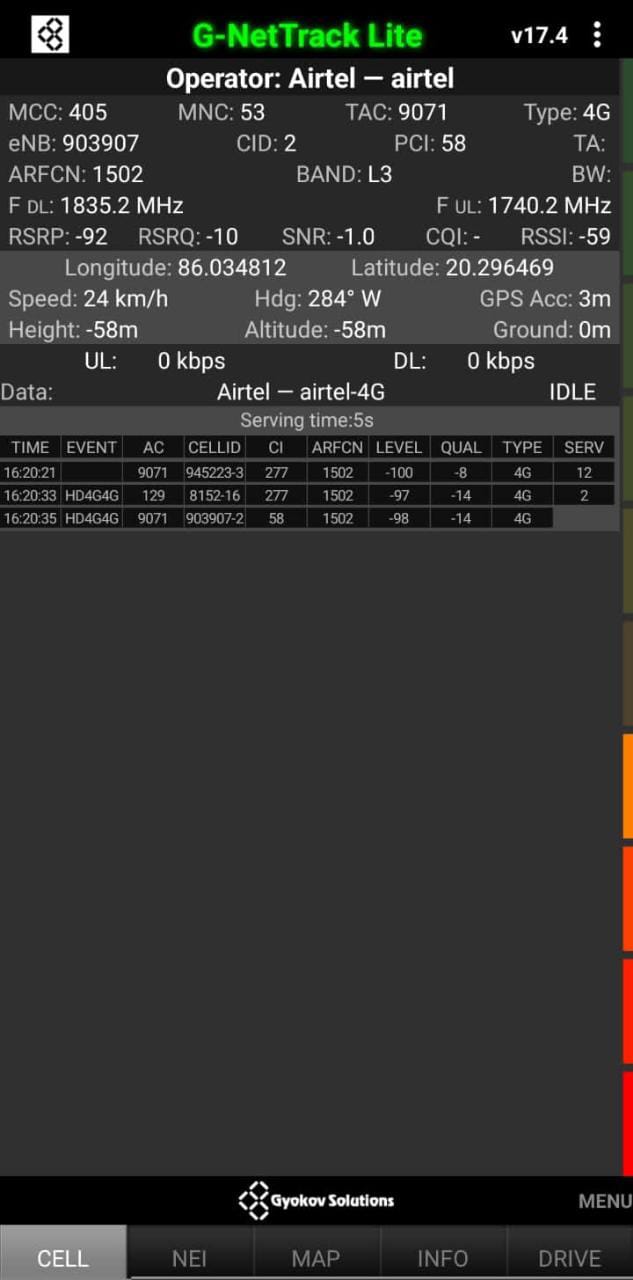 G-NetTrack Lite v17.4
Operator: Airtel — airtel
MCC: 405 MNC: 53 TAC: 9071 Type: 4G
eNB: 903907 CID: 2 PCI: 58 TA:
ARFCN: 1502 BAND: L3 BW:
F DL: 1835.2 MHz F UL: 1740.2 MHz
RSRP: -92 RSRQ: -10 SNR: -1.0 CQI: - RSSI: -59
Longitude: 86.034812 Latitude: 20.296469
Speed: 24 km/h Hdg: 284° W GPS Acc: 3m
Height: -58m Altitude: -58m Ground: 0m
UL: 0 kbps DL: 0 kbps
Data: Airtel — airtel-4G IDLE
Serving time:5s
TIME EVENT AC CELLID CI ARFCN LEVEL QUAL TYPE SERV
16:20:21 9071 945223-3 277 1502 -100 -8 4G 12
16:20:33 HD4G4G 129 8152-16 277 1502 -97 -14 4G 2
16:20:35 HD4G4G 9071 903907-2 58 1502 -98 -14 4G
Gyokov Solutions MENU
CELL NEI MAP INFO DRIVE